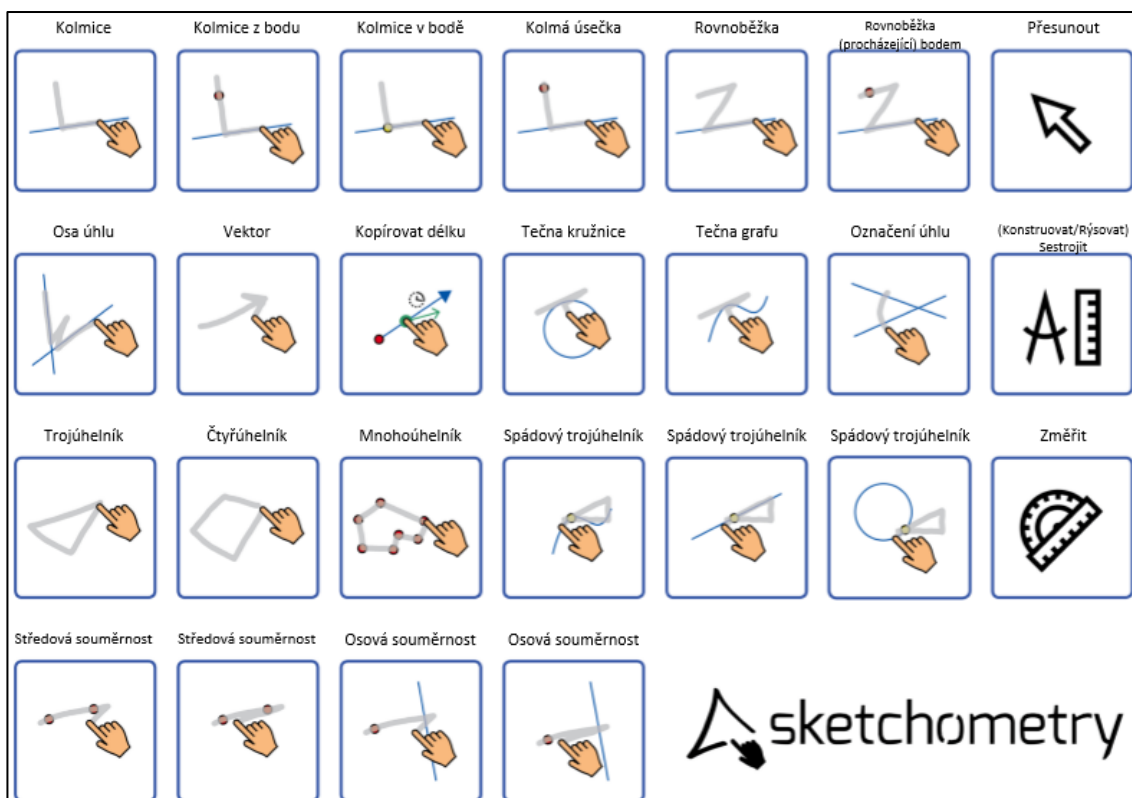 Kolmice
Kolmice z bodu
Kolmice v bodě
Kolmá úsečka
Rovnoběžka
Rovnoběžka
(procházející) bodem
Přesunout
Osa úhlu
Vektor
Kopírovat délku
Tečna kružnice
Tečna grafu
Označení úhlu
(Konstruovat/Rýsovat)
Sestrojit
Trojúhelník
Čtyřúhelník
Mnohoúhelník
Spádový trojúhelník
Spádový trojúhelník
Spádový trojúhelník
Změřit
Středová souměrnost
Středová souměrnost
Osová souměrnost
Osová souměrnost
sketchometry